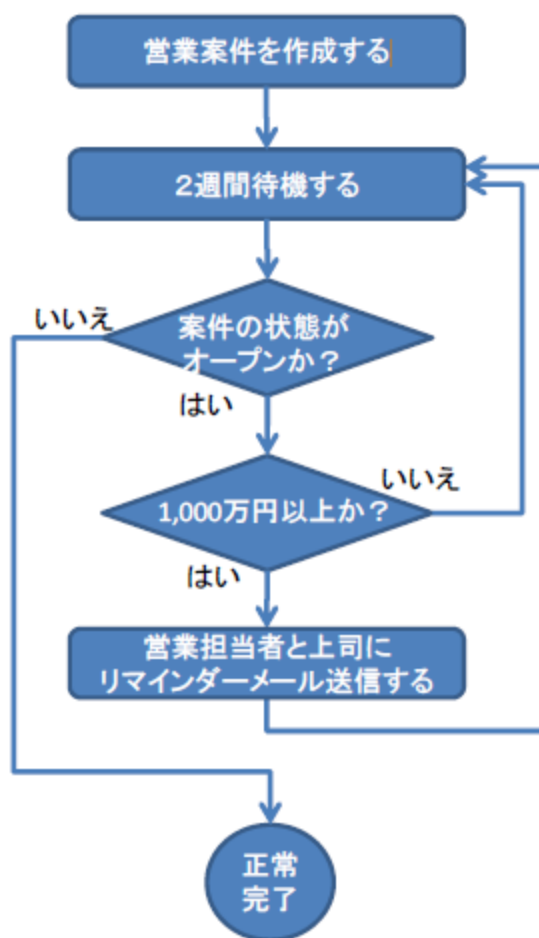 営業案件を作成する
２週間待機する
いいえ
案件の状態が
オープンか？
はい
いいえ
1,000万円以上か？
はい
営業担当者と上司に
リマインダーメール送信する
正常
完了